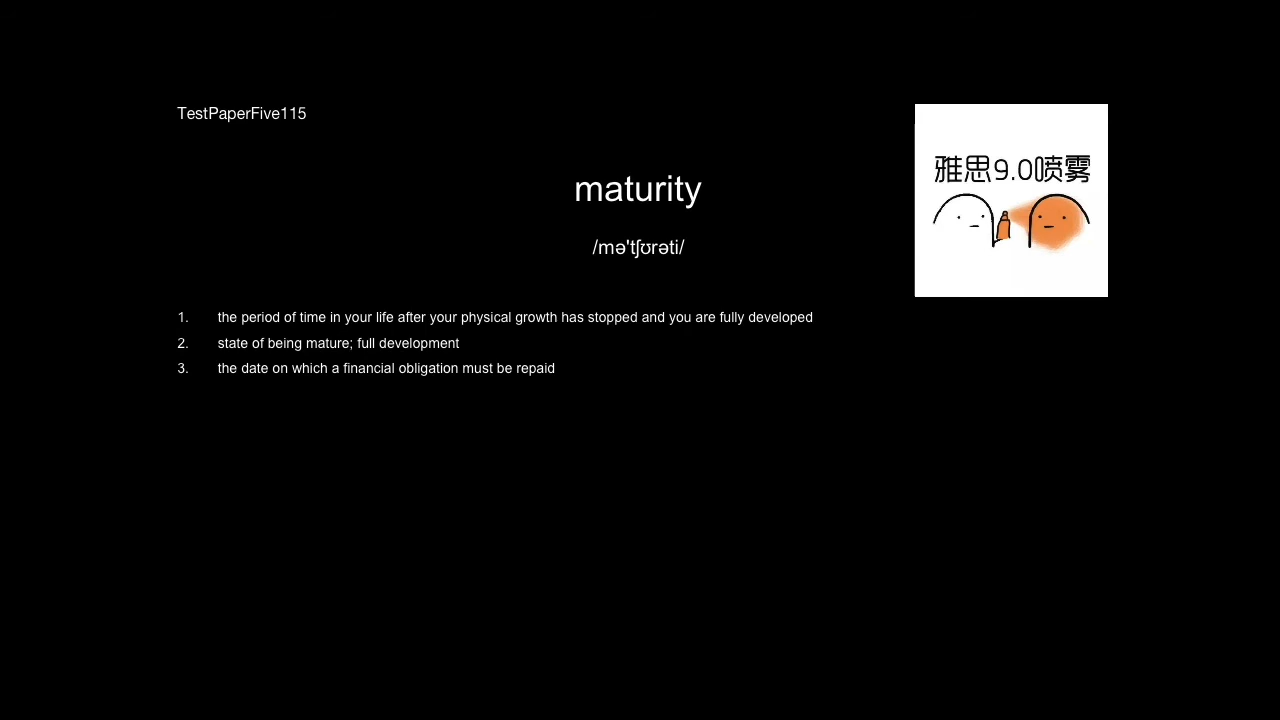 TestPaperFive115
雅思9.0喷雾
maturity
/mə'tʃʊrəti/
1. the period of time in your life after your physical growth has stopped and you are fully developed
2. state of being mature; full development
3. the date on which a financial obligation must be repaid